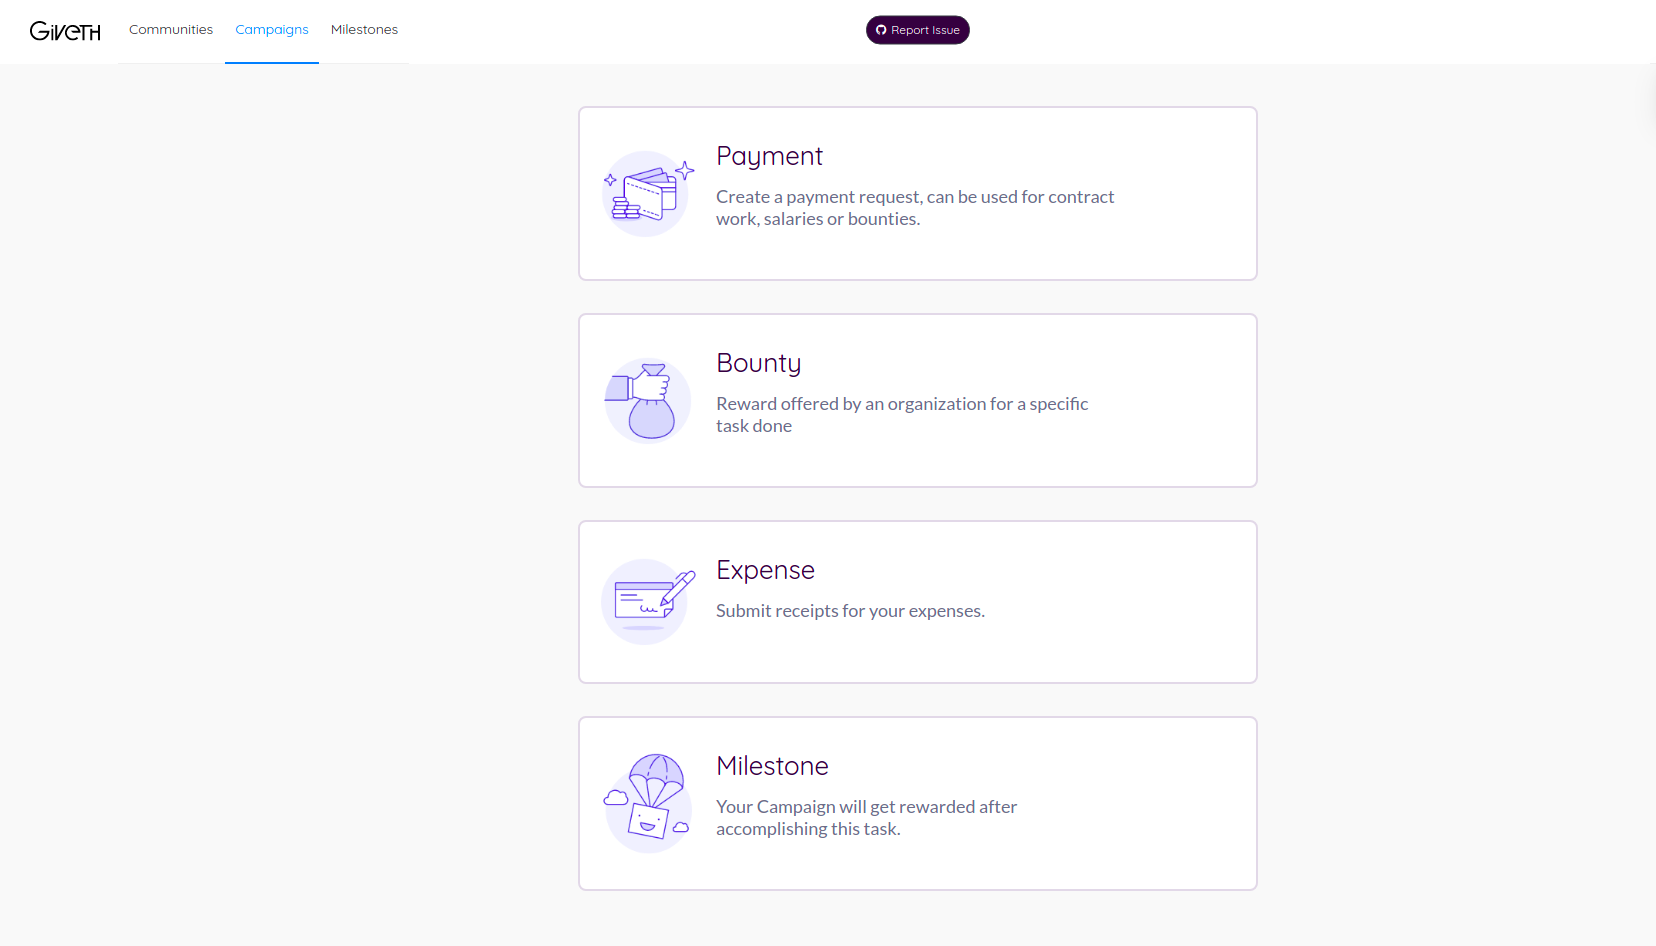 GIVETH
Communities
Campaigns
Milestones
Report Issue
Payment
Create a payment request, can be used for contract
work, salaries or bounties.
Bounty
Reward offered by an organization for a specific
task done
Expense
Submit receipts for your expenses.
Milestone
Your Campaign will get rewarded after
accomplishing this task.